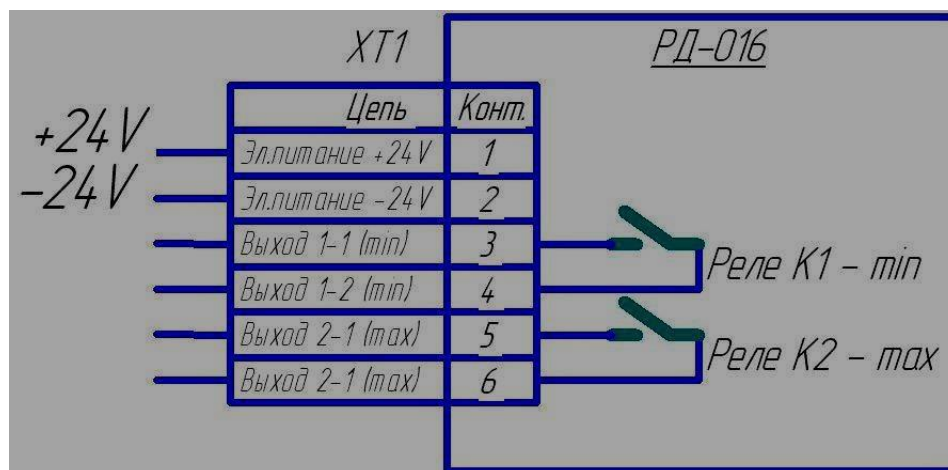 XT1
РД-016
Цепь Конт.
+24V
Эл.питание +24V 1
-24V
Эл.питание -24V 2
Выход 1-1 (min) 3
Выход 1-2 (min) 4
Реле К1 - min
Выход 2-1 (max) 5
Реле К2 - max
Выход 2-1 (max) 6